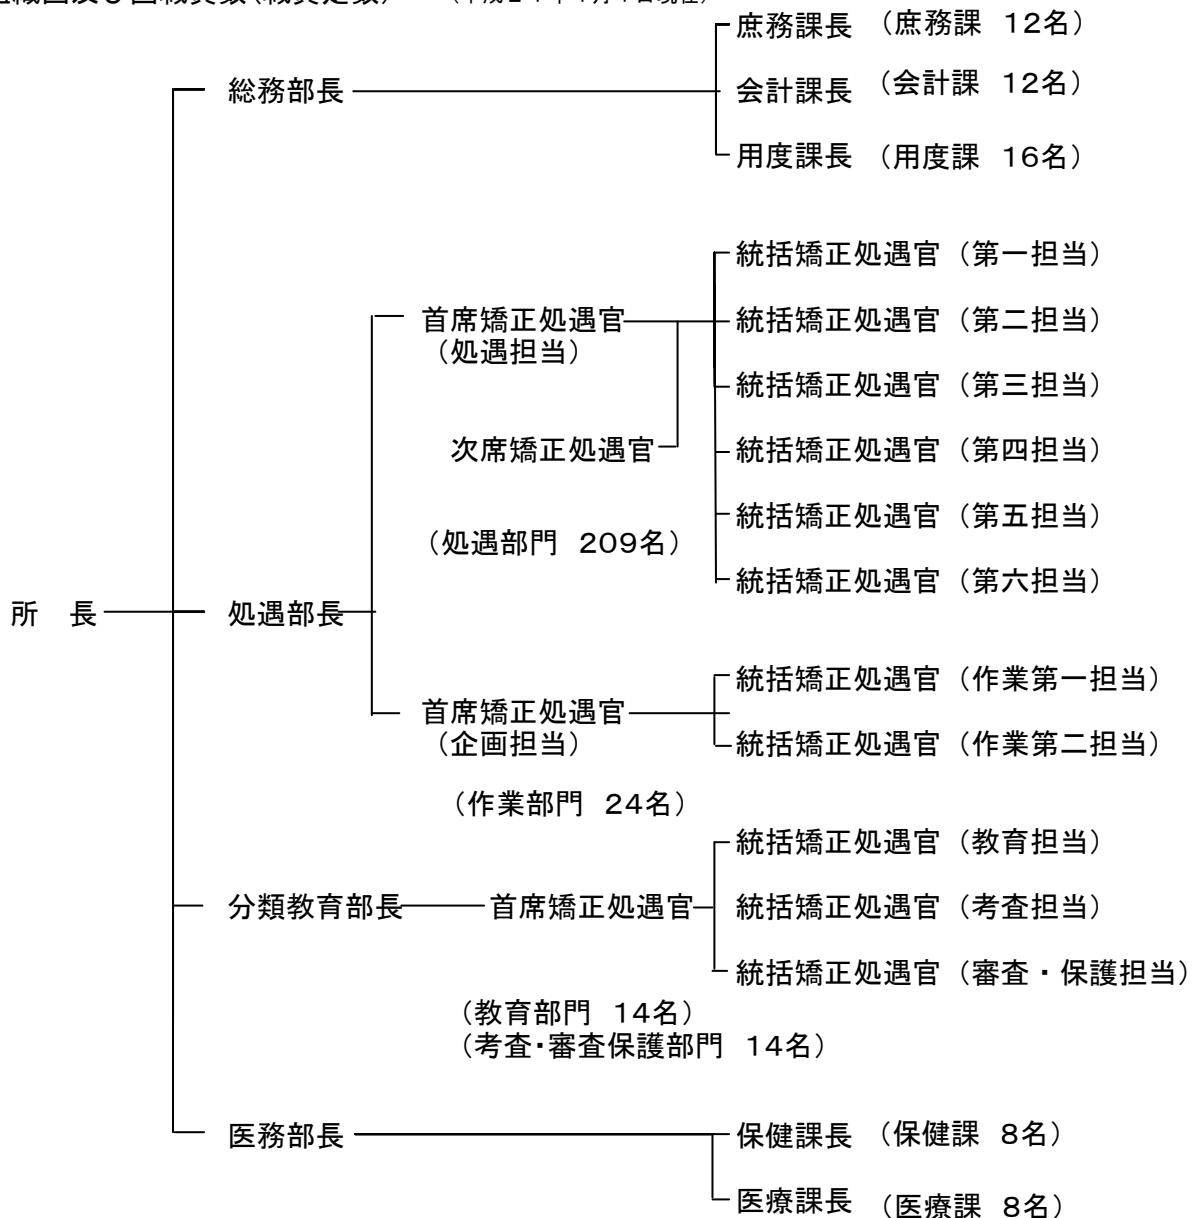 庶務課長 （庶務課 12名）
総務部長
会計課長 （会計課 12名）
用度課長 （用度課 16名）
統括矯正処遇官（第一担当）
首席矯正処遇官
（処遇担当）
統括矯正処遇官（第二担当）
統括矯正処遇官（第三担当）
次席矯正処遇官
統括矯正処遇官（第四担当）
統括矯正処遇官（第五担当）
（処遇部門 209名）
統括矯正処遇官（第六担当）
所 長
処遇部長
統括矯正処遇官（作業第一担当）
首席矯正処遇官
（企画担当）
統括矯正処遇官（作業第二担当）
（作業部門 24名）
統括矯正処遇官（教育担当）
分類教育部長
首席矯正処遇官
統括矯正処遇官（考査担当）
統括矯正処遇官（審査・保護担当）
（教育部門 14名）
（考査・審査保護部門 14名）
医務部長
保健課長 （保健課 8名）
医療課長 （医療課 8名）